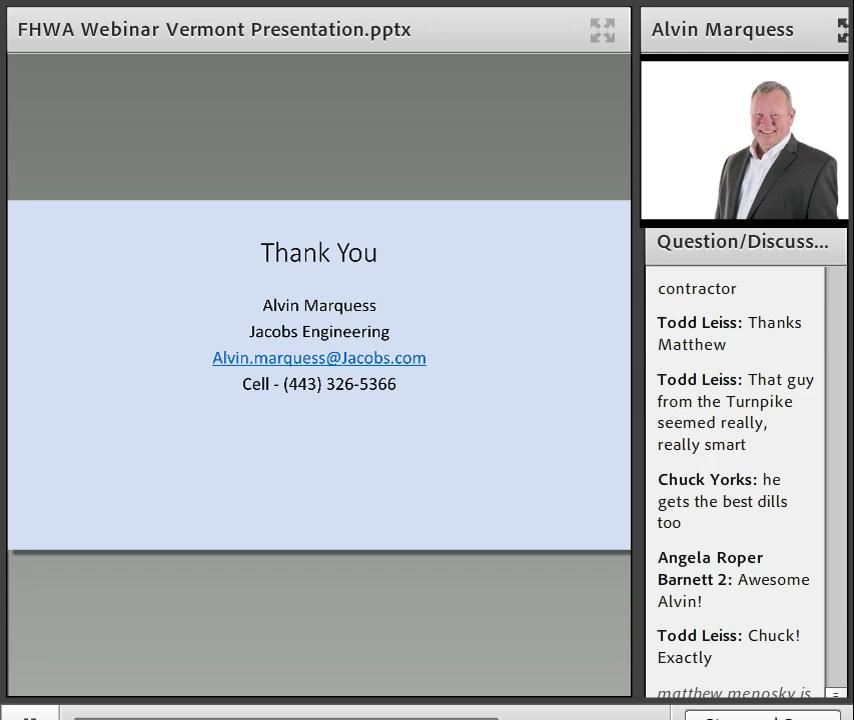 FHWA Webinar Vermont Presentation.pptx
Thank You
Alvin Marquess
Jacobs Engineering
Alvin.marquess@Jacobs.com
Cell - (443) 326-5366
Alvin Marquess
Question/Discuss...
contractor
Todd Leiss: Thanks
Matthew
Todd Leiss: That guy
from the Turnpike
seemed really,
really smart
Chuck Yorks: he
gets the best dills
too
Angela Roper
Barnett 2: Awesome
Alvin!
Todd Leiss: Chuck!
Exactly
matthew menosky is